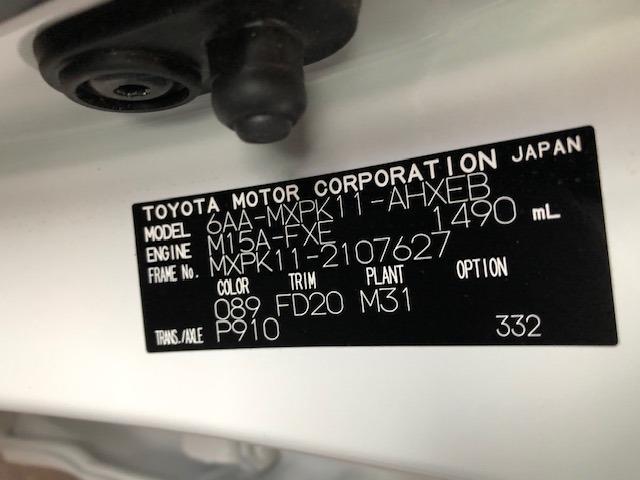 TOYOTA MOTOR CORPORATION JAPAN
MODEL 6AA-MXPK11-AHXEB
ENGINE M15A-FXE 1490 mL
FRAME No. MXPK11-2107627
COLOR TRIM PLANT OPTION
089 FD20 M31
TRANS./AXLE P910 332